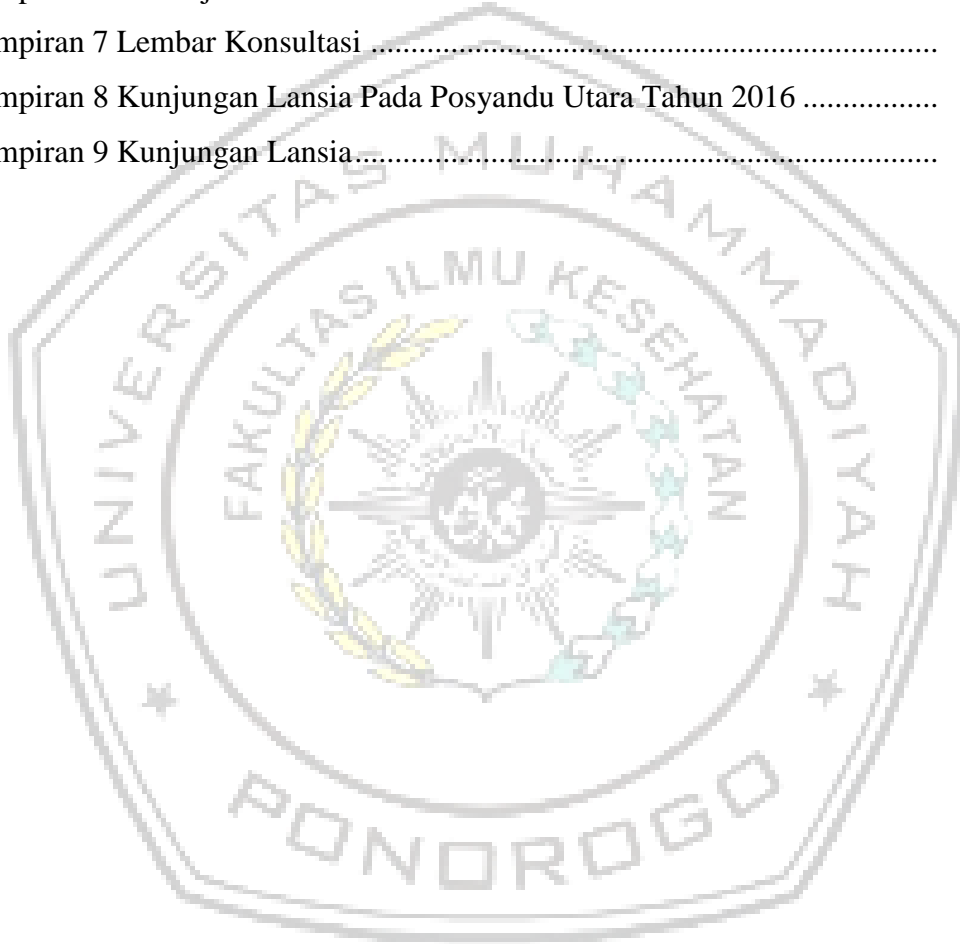 mpiran 7 Lembar Konsultasi ........................................................................
mpiran 8 Kunjungan Lansia Pada Posyandu Utara Tahun 2016 .................
mpiran 9 Kunjungan Lansia..........................................................................
UNIVERSITAS MUHAMMADIYAH
FAKULTAS ILMU KESEHATAN
PONOROGO